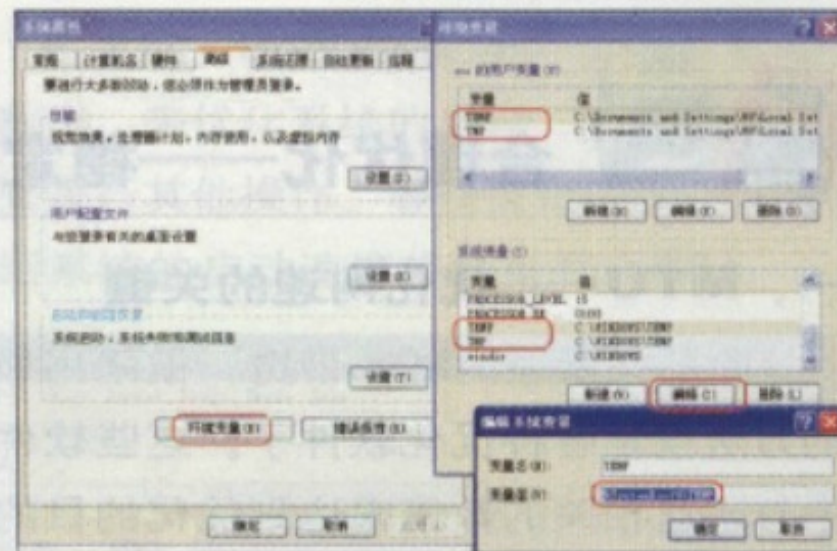 系统属性
常规 计算机名 硬件 高级 系统还原 自动更新 远程
要进行大多数改动，您必须作为管理员登录。
性能
视觉效果，处理器计划，内存使用，以及虚拟内存
设置(S)
用户配置文件
与您登录有关的桌面设置
设置(E)
启动和故障恢复
系统启动，系统失败和调试信息
设置(T)
环境变量(N) 错误报告(R)
确定 取消
环境变量
的用户变量(U)
变量 值
TEMP C:\Documents and Settings\
TMP C:\Documents and Settings\
新建(N) 编辑(E) 删除(D)
系统变量(S)
变量 值
PROCESSOR_LEVEL 15
TEMP C:\WINDOWS\TEMP
TMP C:\WINDOWS\TEMP
windir C:\WINDOWS
新建(W) 编辑(I) 删除(L)
编辑系统变量
变量名(N): TEMP
变量值(V):
确定 取消